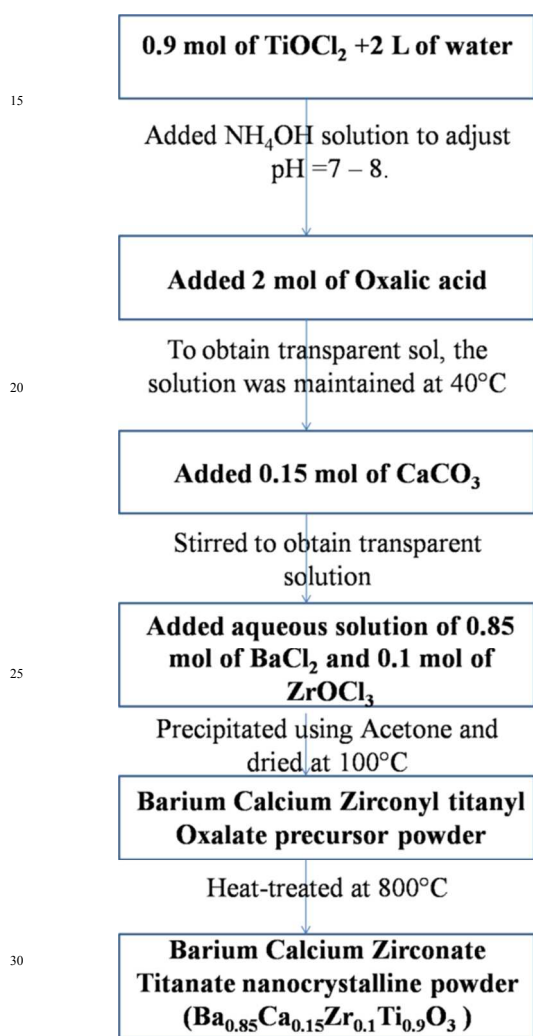 0.9 mol of TiOCl₂ +2 L of water
15
Added NH₄OH solution to adjust
pH =7 – 8.
Added 2 mol of Oxalic acid
To obtain transparent sol, the
20
solution was maintained at 40°C
Added 0.15 mol of CaCO₃
Stirred to obtain transparent
solution
Added aqueous solution of 0.85
mol of BaCl₂ and 0.1 mol of
25
ZrOCl₃
Precipitated using Acetone and
dried at 100°C
Barium Calcium Zirconyl titanyl
Oxalate precursor powder
Heat-treated at 800°C
Barium Calcium Zirconate
30
Titanate nanocrystalline powder
(Ba₀.₈₅Ca₀.₁₅Zr₀.₁Ti₀.₉O₃ )